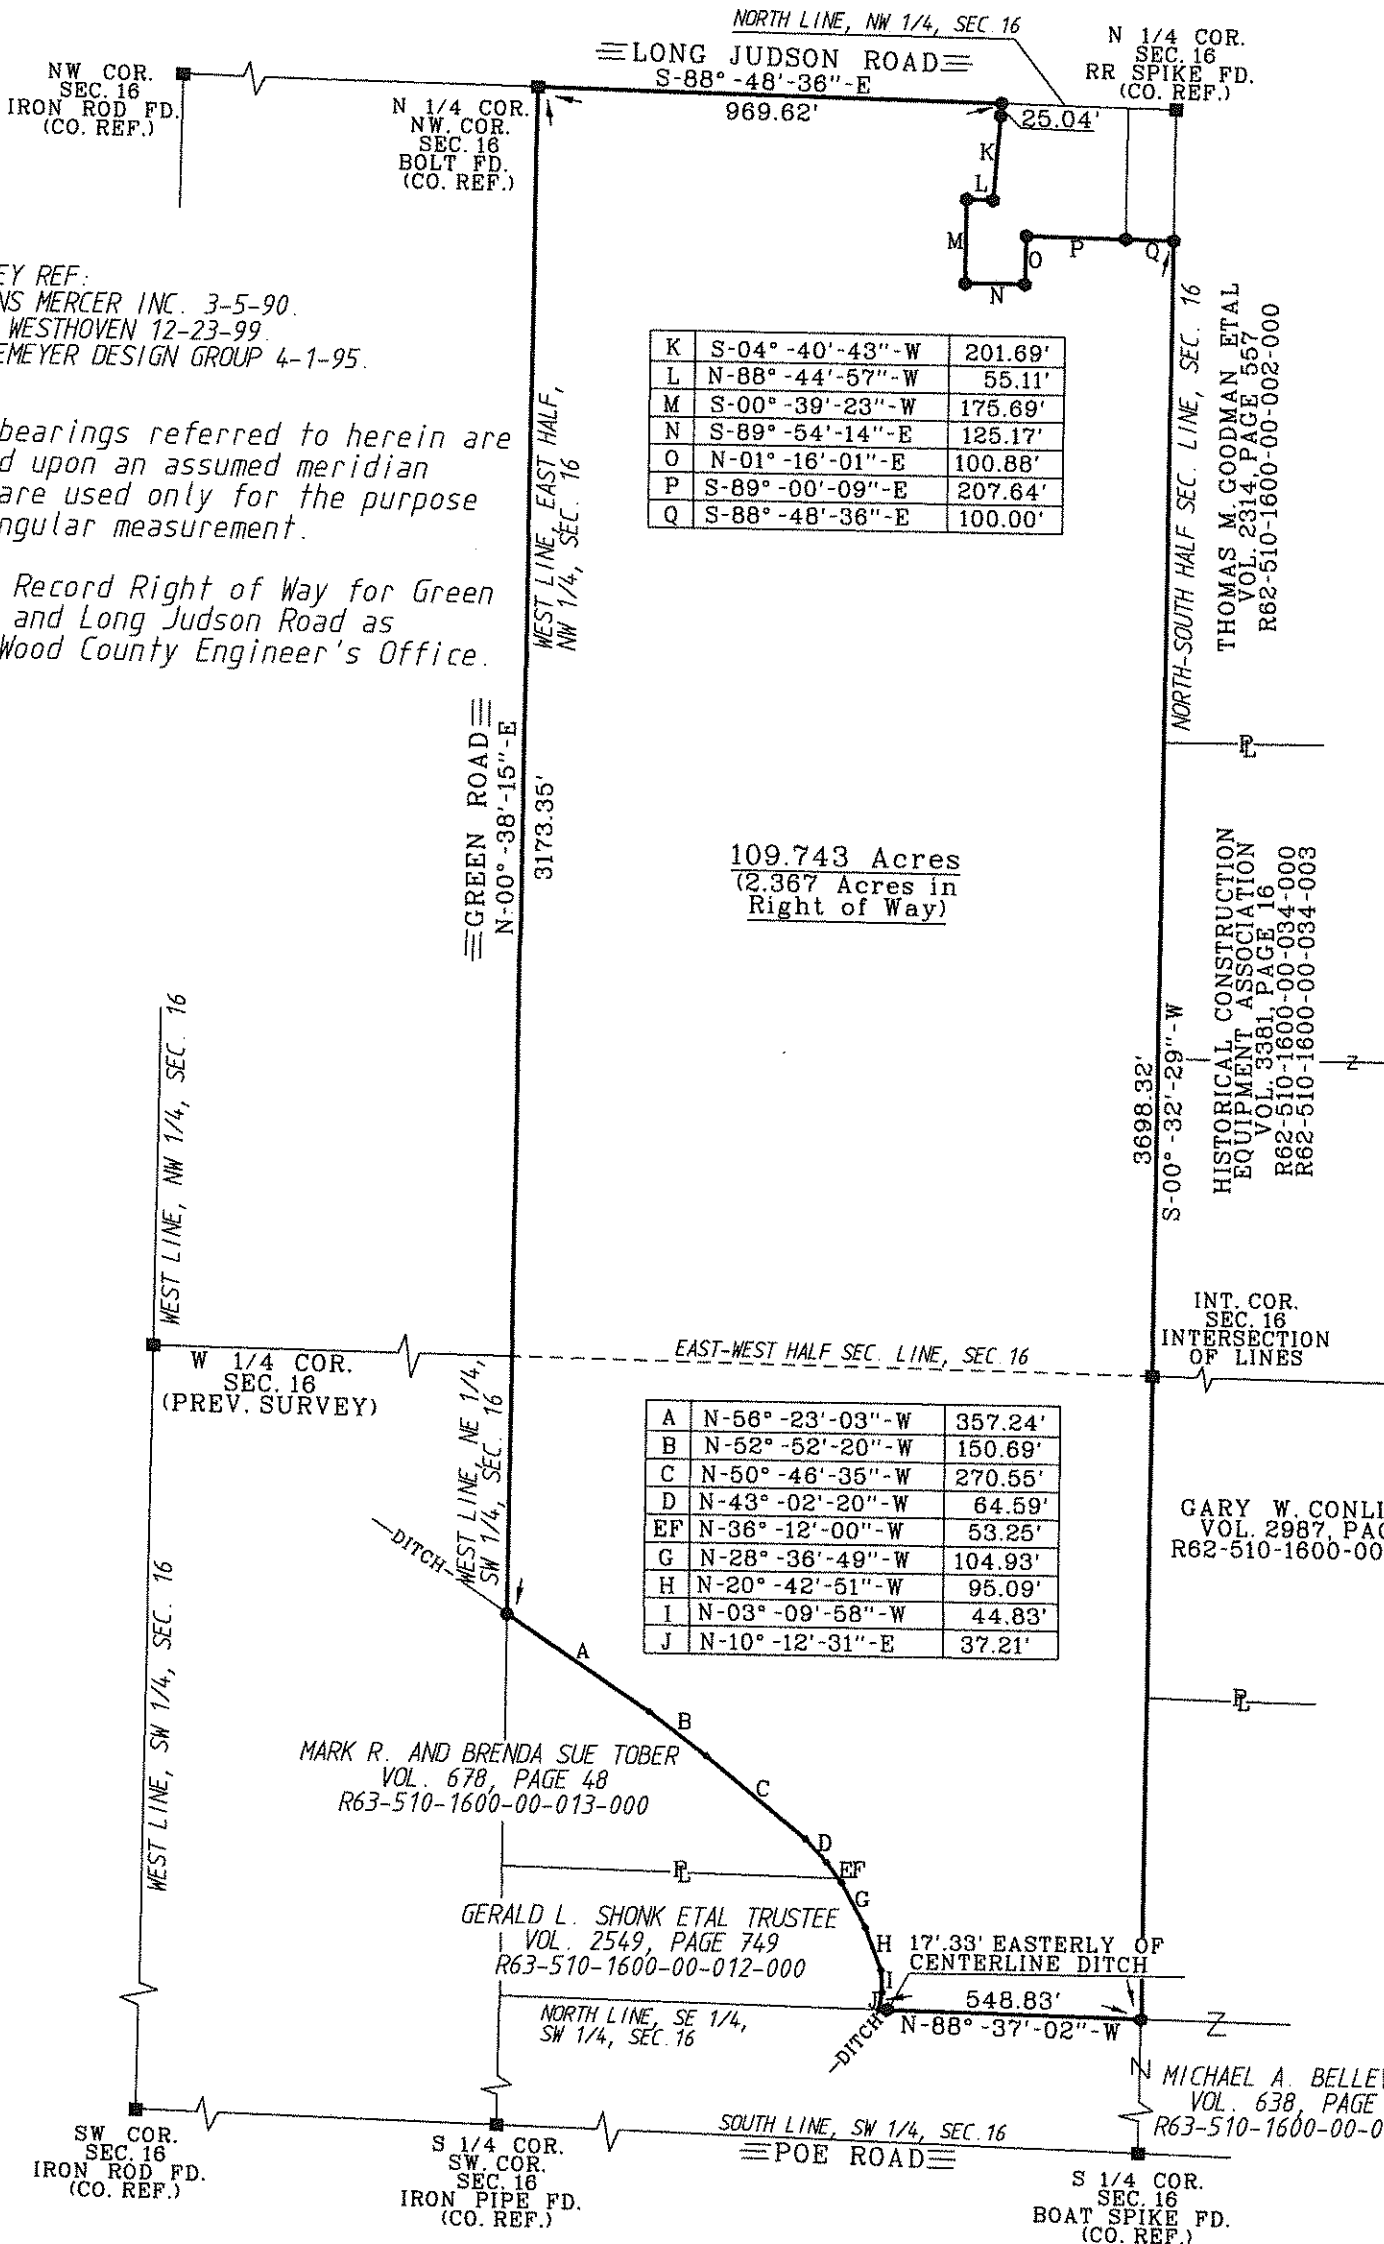 NORTH LINE, NW 1/4, SEC. 16
≡LONG JUDSON ROAD≡
S-88°-48'-36"-E
969.62'
25.04'
N 1/4 COR.
SEC. 16
RR SPIKE FD.
(CO. REF.)
NW COR.
SEC. 16
IRON ROD FD.
(CO. REF.)
N 1/4 COR.
NW. COR.
SEC. 16
BOLT FD.
(CO. REF.)
K
L
M
N
O
P
Q
EY REF:
NS MERCER INC. 3-5-90.
WESTHOVEN 12-23-99.
EMEYER DESIGN GROUP 4-1-95.
bearings referred to herein are
d upon an assumed meridian
are used only for the purpose
ngular measurement.
Record Right of Way for Green
and Long Judson Road as
Wood County Engineer's Office.
K S-04°-40'-43"-W 201.69'
L N-88°-44'-57"-W 55.11'
M S-00°-39'-23"-W 175.69'
N S-89°-54'-14"-E 125.17'
O N-01°-16'-01"-E 100.88'
P S-89°-00'-09"-E 207.64'
Q S-88°-48'-36"-E 100.00'
WEST LINE, EAST HALF,
NW 1/4, SEC. 16
NORTH-SOUTH HALF SEC. LINE, SEC. 16
THOMAS M. GOODMAN ETAL
VOL. 2314, PAGE 557
R62-510-1600-00-002-000
PL
≡GREEN ROAD≡
N-00°-38'-15"-E
3173.35'
109.743 Acres
(2.367 Acres in
Right of Way)
3698.32'
S-00°-32'-29"-W
HISTORICAL CONSTRUCTION
EQUIPMENT ASSOCIATION
VOL. 3381, PAGE 16
R62-510-1600-00-034-000
R62-510-1600-00-034-003
Z
WEST LINE, NW 1/4, SEC. 16
W 1/4 COR.
SEC. 16
(PREV. SURVEY)
EAST-WEST HALF SEC. LINE, SEC. 16
INT. COR.
SEC. 16
INTERSECTION
OF LINES
WEST LINE, NE 1/4,
SW 1/4, SEC. 16
A N-56°-23'-03"-W 357.24'
B N-52°-52'-20"-W 150.69'
C N-50°-46'-35"-W 270.55'
D N-43°-02'-20"-W 64.59'
EF N-36°-12'-00"-W 53.25'
G N-28°-36'-49"-W 104.93'
H N-20°-42'-51"-W 95.09'
I N-03°-09'-58"-W 44.83'
J N-10°-12'-31"-E 37.21'
GARY W. CONLI
VOL. 2987, PAG
R62-510-1600-00
DITCH
WEST LINE, SW 1/4, SEC. 16
A
B
C
D
EF
G
H
I
J
PL
MARK R. AND BRENDA SUE TOBER
VOL. 678, PAGE 48
R63-510-1600-00-013-000
PL
GERALD L. SHONK ETAL TRUSTEE
VOL. 2549, PAGE 749
R63-510-1600-00-012-000
17'.33' EASTERLY OF
CENTERLINE DITCH
548.83'
N-88°-37'-02"-W
NORTH LINE, SE 1/4,
SW 1/4, SEC. 16
DITCH
MICHAEL A. BELLEV
VOL. 638, PAGE
R63-510-1600-00-0
SOUTH LINE, SW 1/4, SEC. 16
≡POE ROAD≡
SW COR.
SEC. 16
IRON ROD FD.
(CO. REF.)
S 1/4 COR.
SW. COR.
SEC. 16
IRON PIPE FD.
(CO. REF.)
S 1/4 COR.
SEC. 16
BOAT SPIKE FD.
(CO. REF.)